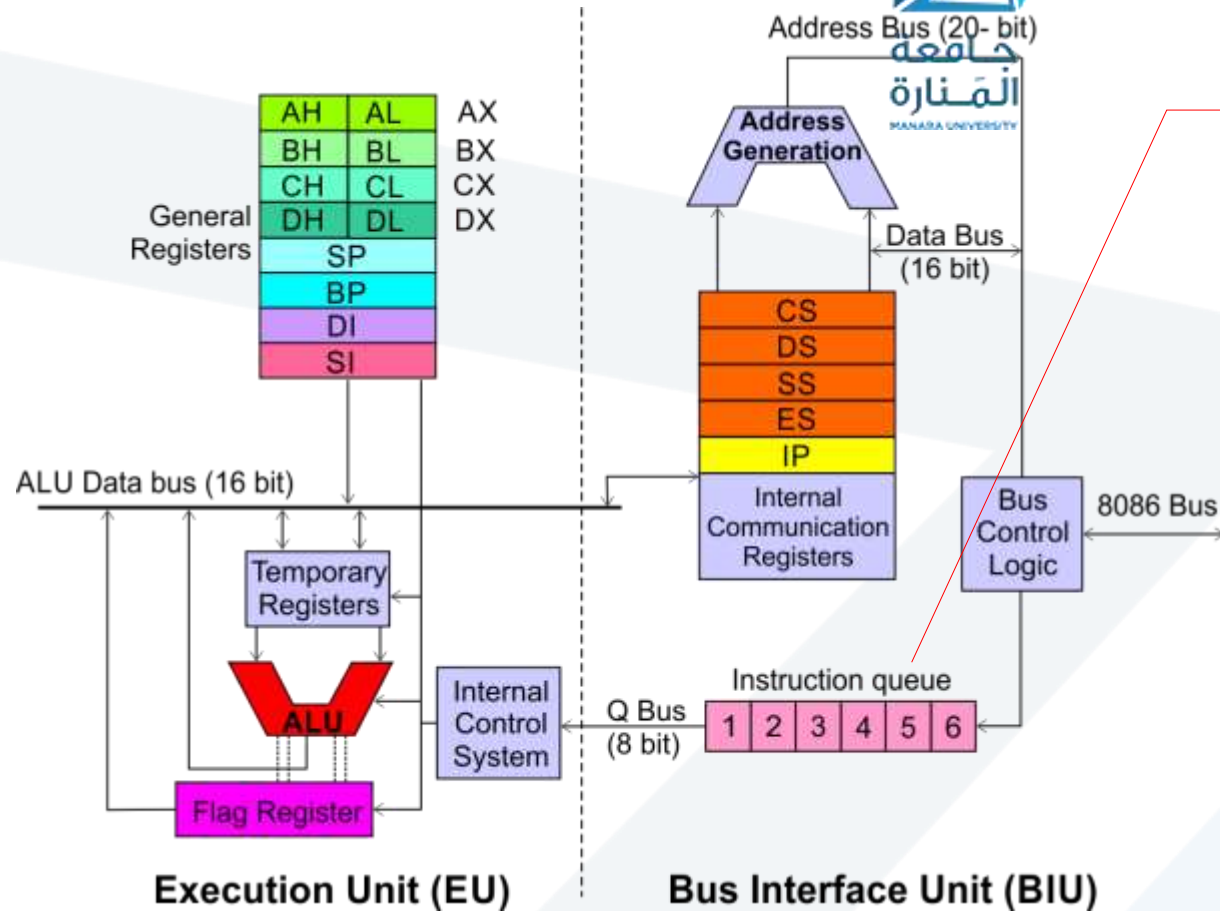 Address Bus (20- bit)
جامعة
المَنارة
MANARA UNIVERSITY
AH AL AX
BH BL BX
CH CL CX
DH DL DX
General
Registers
SP
BP
DI
SI
Address
Generation
Data Bus
(16 bit)
CS
DS
SS
ES
IP
Internal
Communication
Registers
ALU Data bus (16 bit)
Bus
Control
Logic
8086 Bus
Temporary
Registers
ALU
Internal
Control
System
Flag Register
Q Bus
(8 bit)
Instruction queue
1 2 3 4 5 6
Execution Unit (EU)
Bus Interface Unit (BIU)